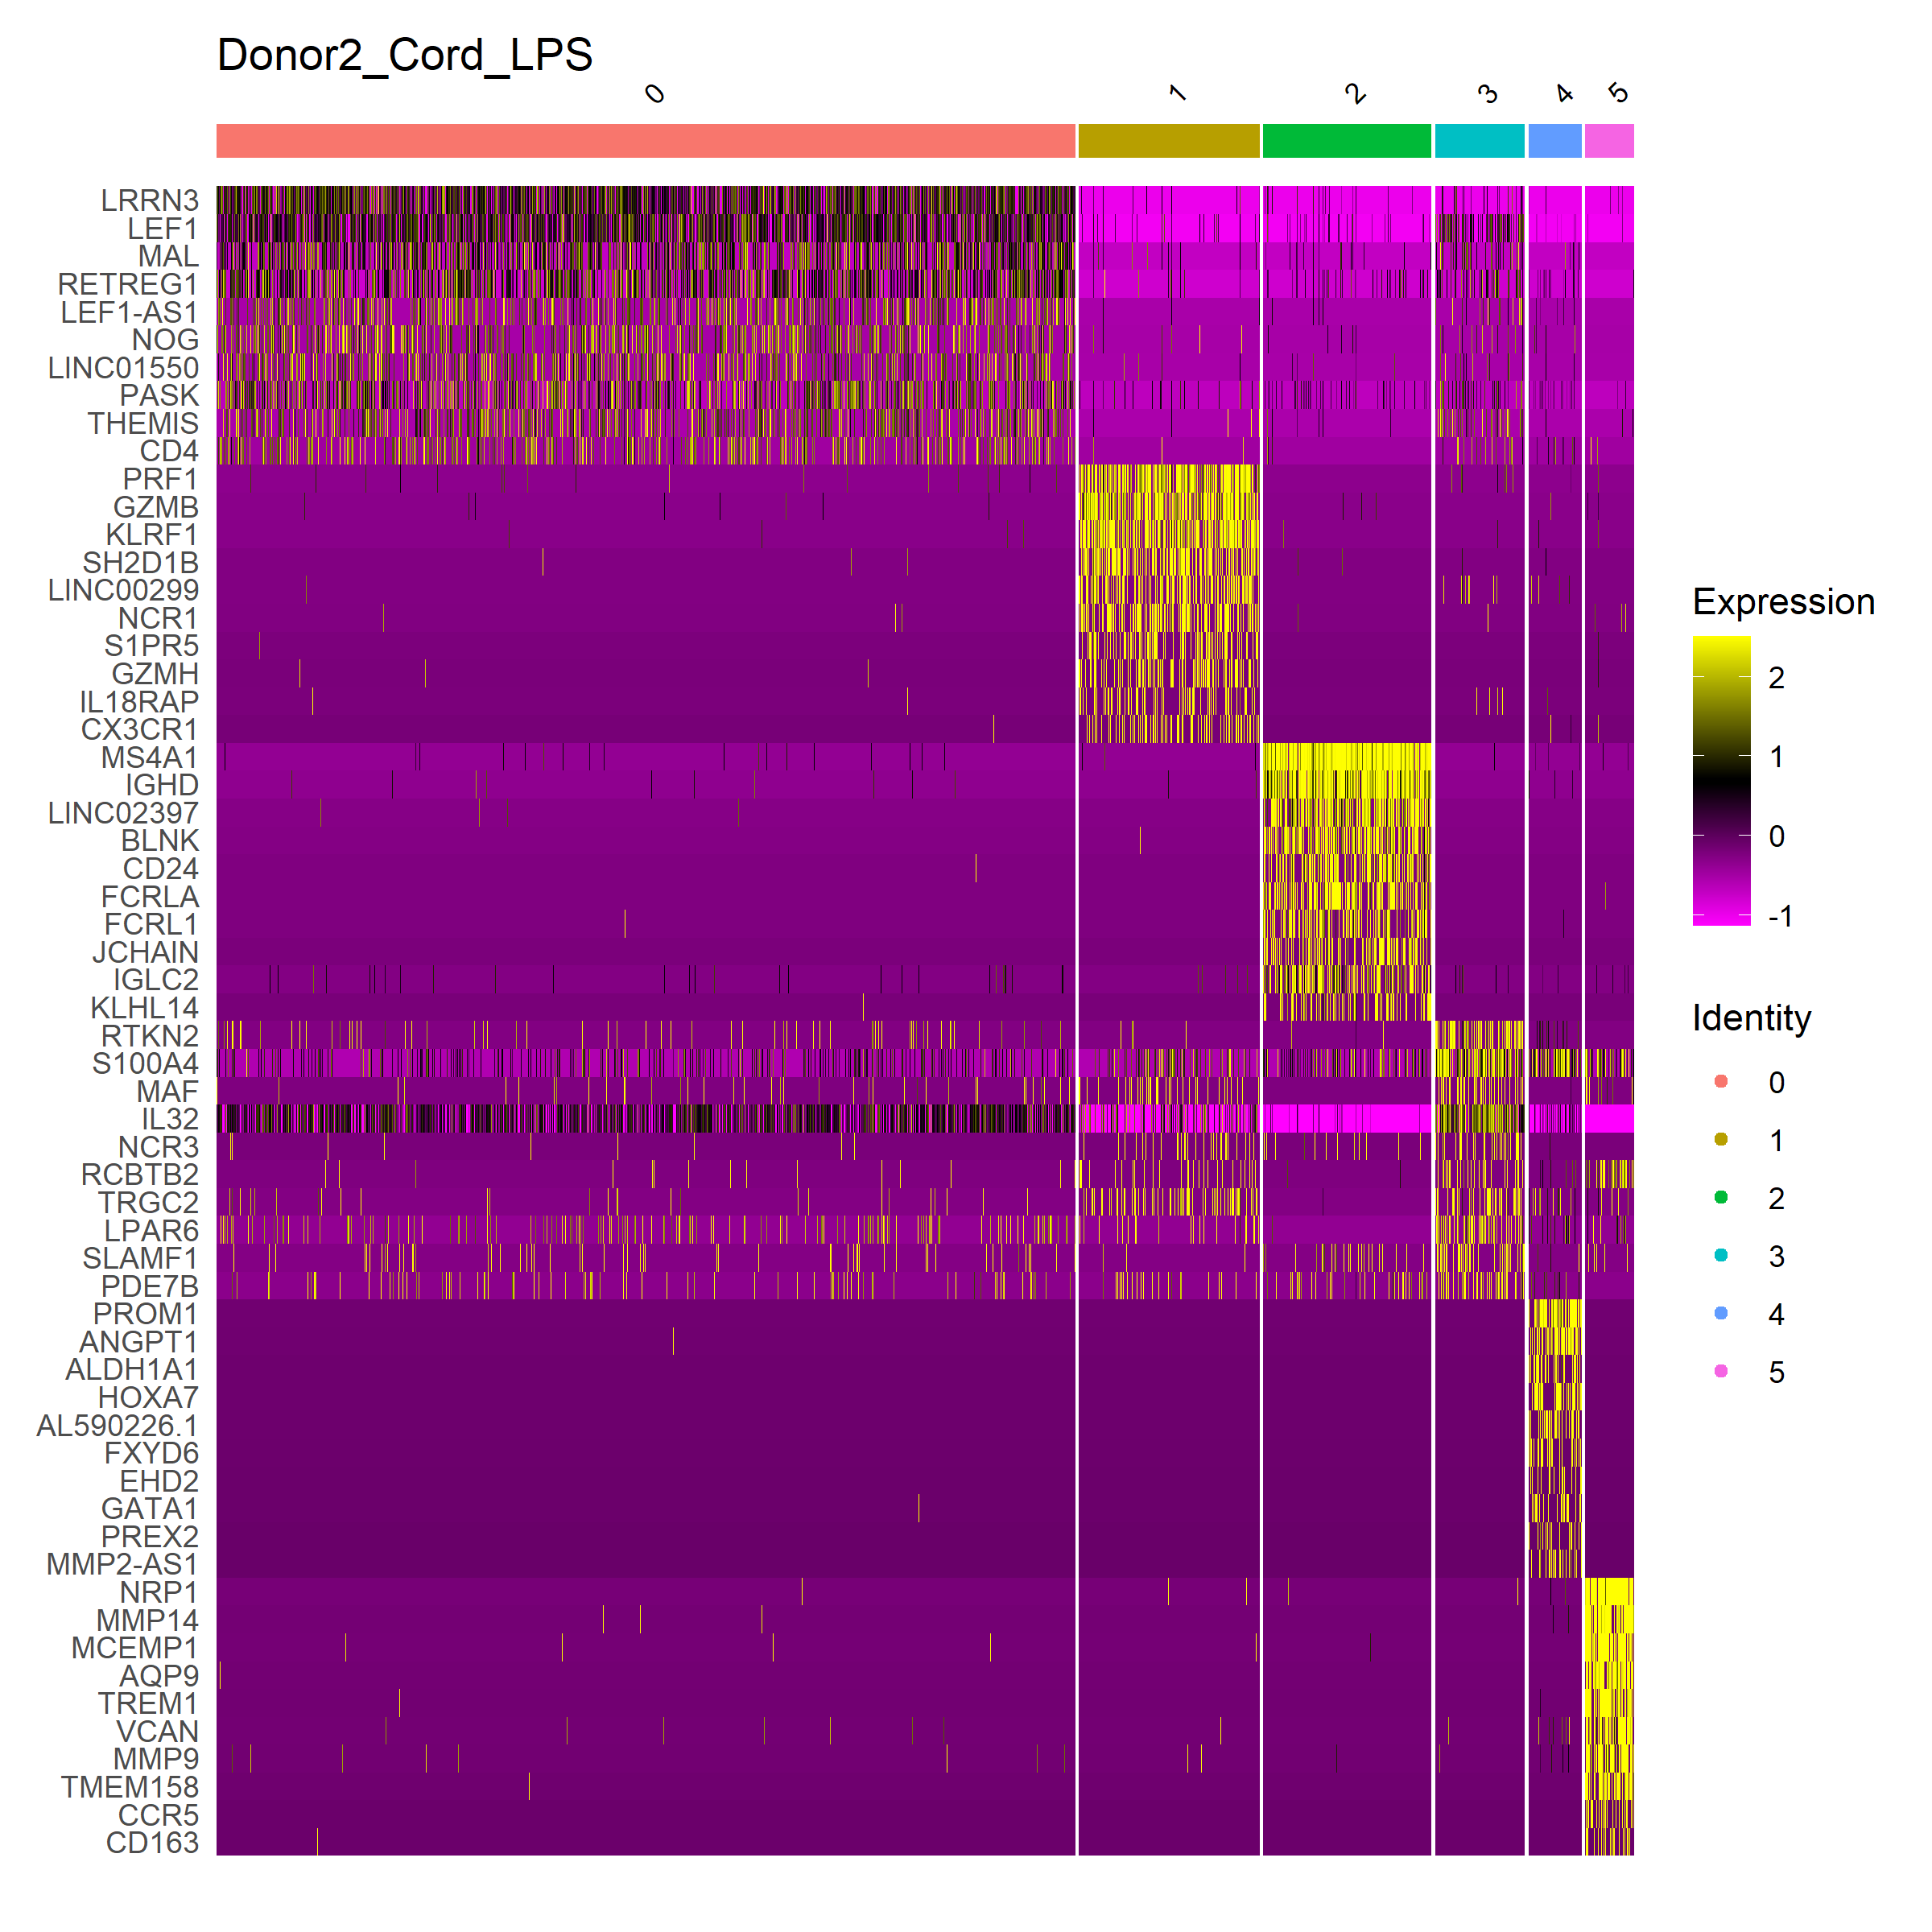 Donor2_Cord_LPS
0 1 2 3 4 5
LRRN3
LEF1
MAL
RETREG1
LEF1-AS1
NOG
LINC01550
PASK
THEMIS
CD4
PRF1
GZMB
KLRF1
SH2D1B
LINC00299
NCR1
S1PR5
GZMH
IL18RAP
CX3CR1
MS4A1
IGHD
LINC02397
BLNK
CD24
FCRLA
FCRL1
JCHAIN
IGLC2
KLHL14
RTKN2
S100A4
MAF
IL32
NCR3
RCBTB2
TRGC2
LPAR6
SLAMF1
PDE7B
PROM1
ANGPT1
ALDH1A1
HOXA7
AL590226.1
FXYD6
EHD2
GATA1
PREX2
MMP2-AS1
NRP1
MMP14
MCEMP1
AQP9
TREM1
VCAN
MMP9
TMEM158
CCR5
CD163
Expression
2
1
0
-1
Identity
0
1
2
3
4
5